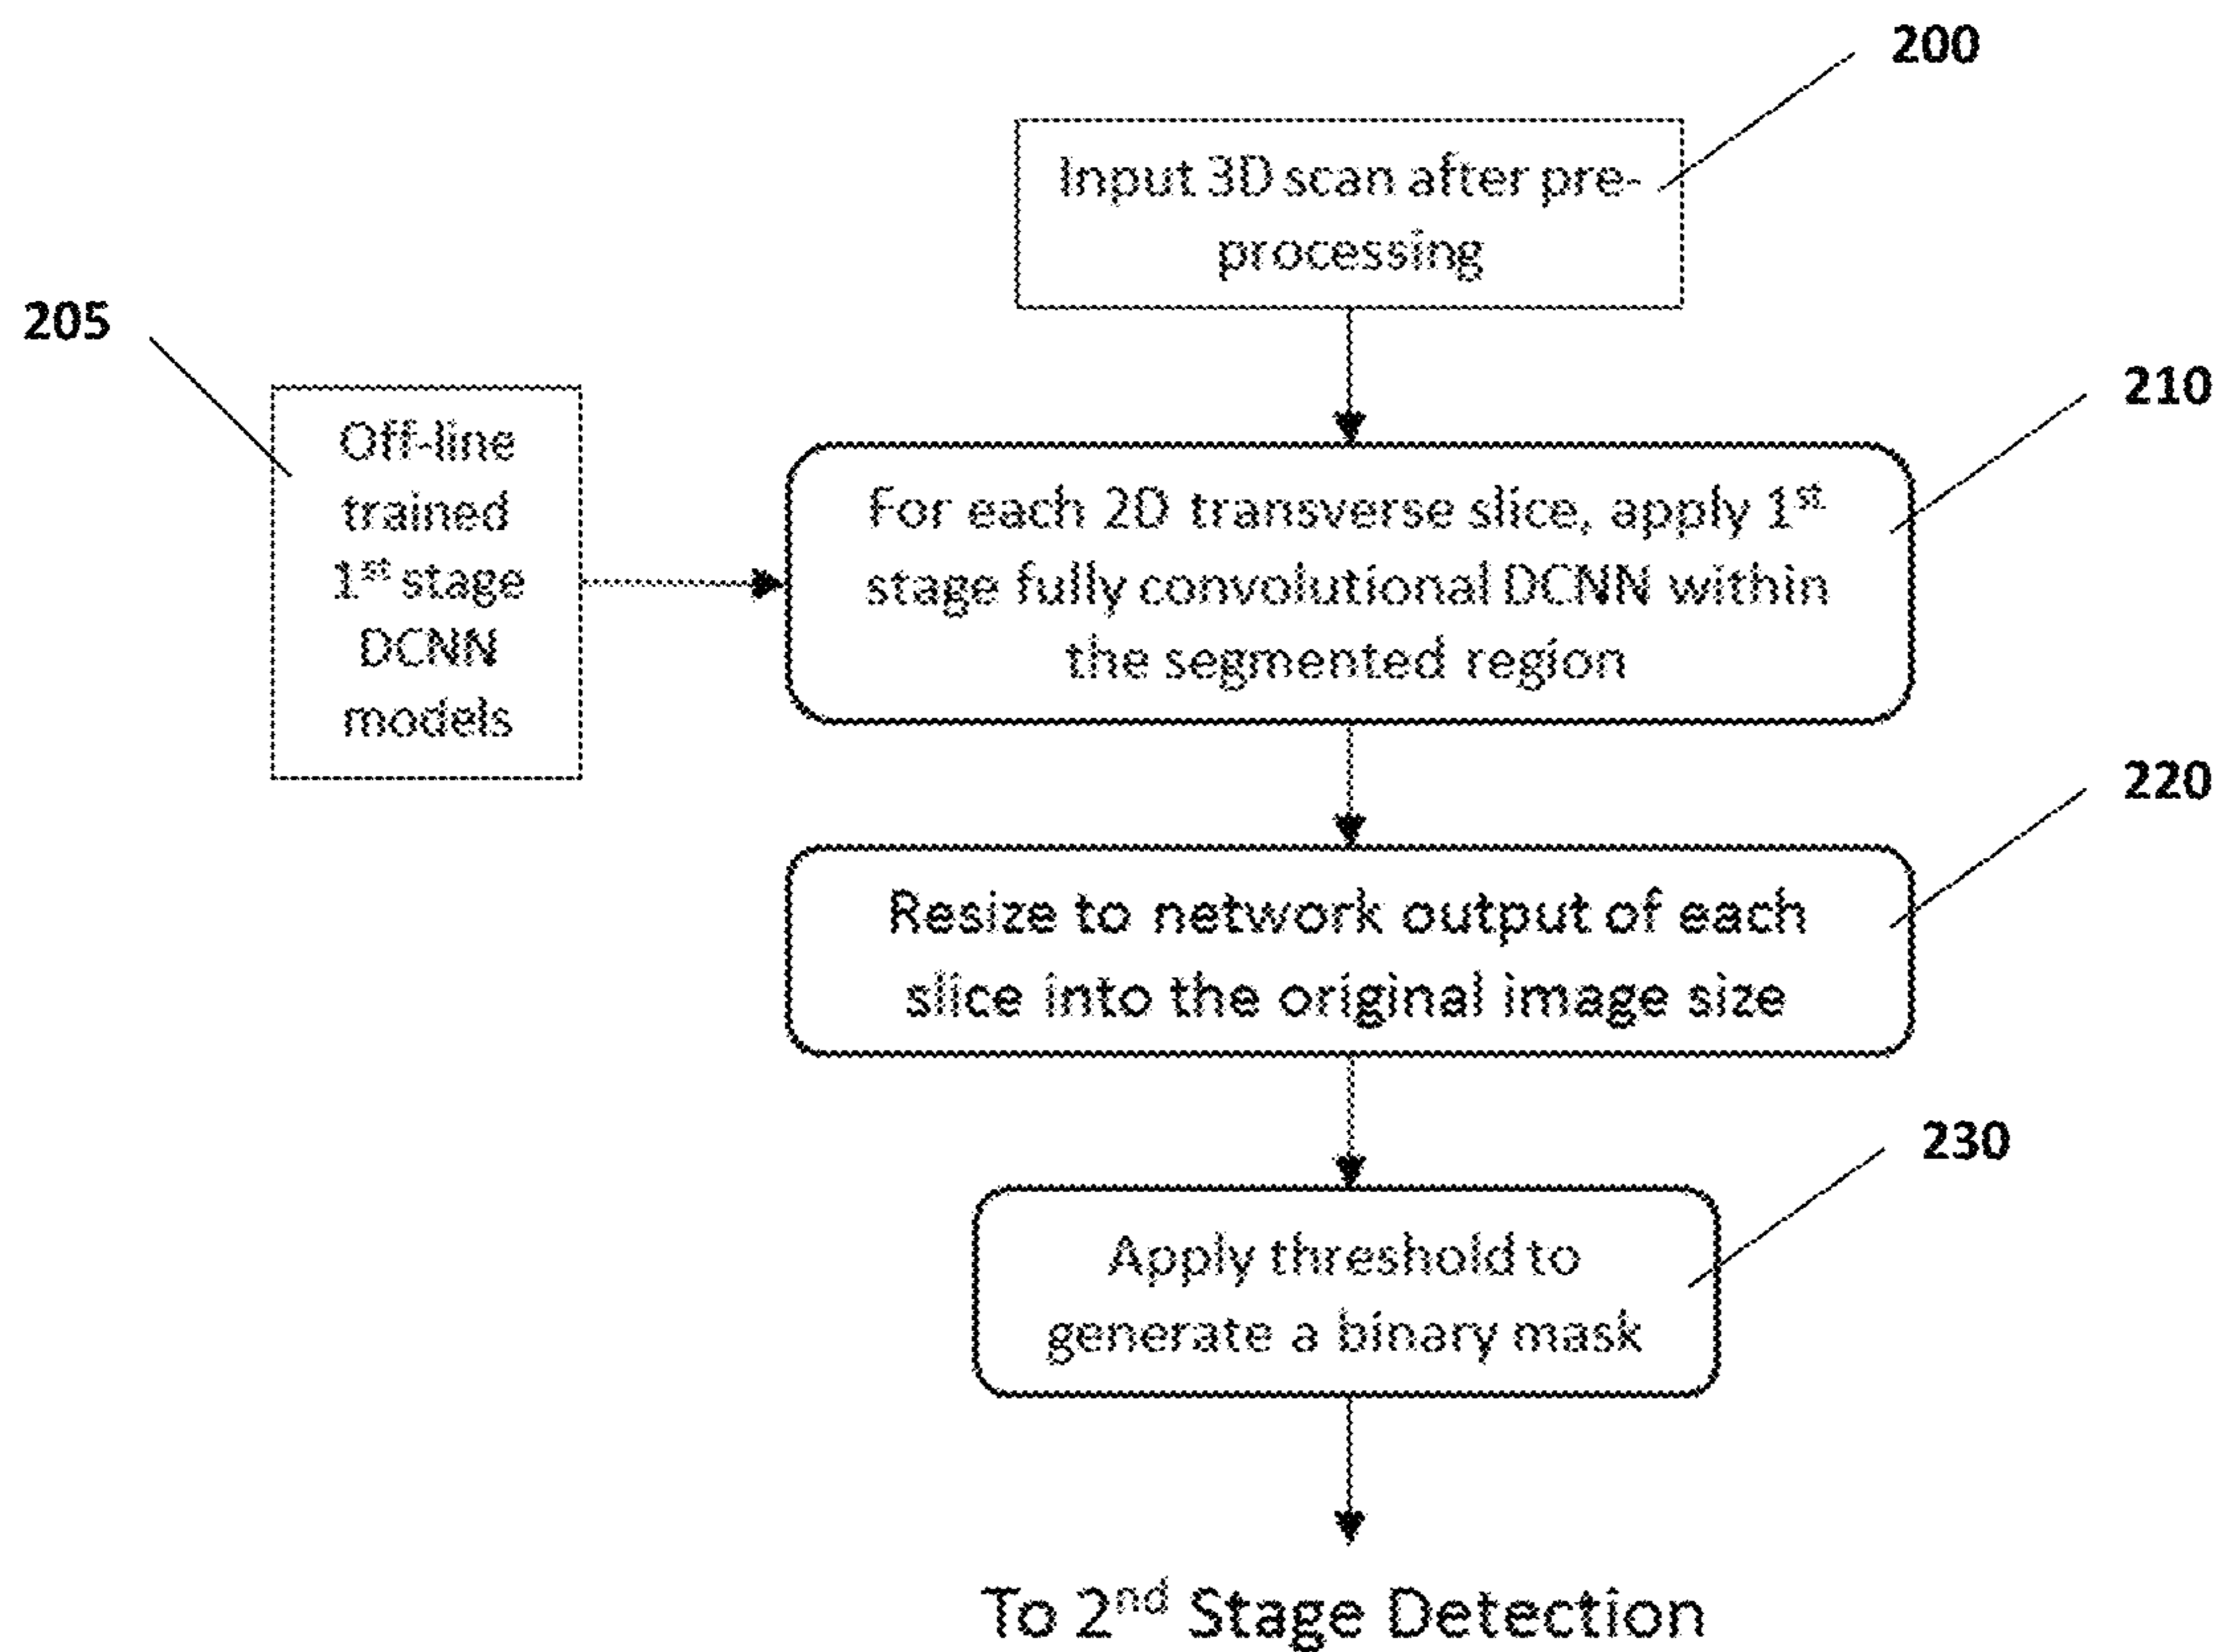 200
Input 3D scan after pre-
processing
205
Off-line
trained
1st stage
DCNN
models
210
For each 2D transverse slice, apply 1st
stage fully convolutional DCNN within
the segmented region
220
Resize to network output of each
slice into the original image size
230
Apply threshold to
generate a binary mask
To 2nd Stage Detection